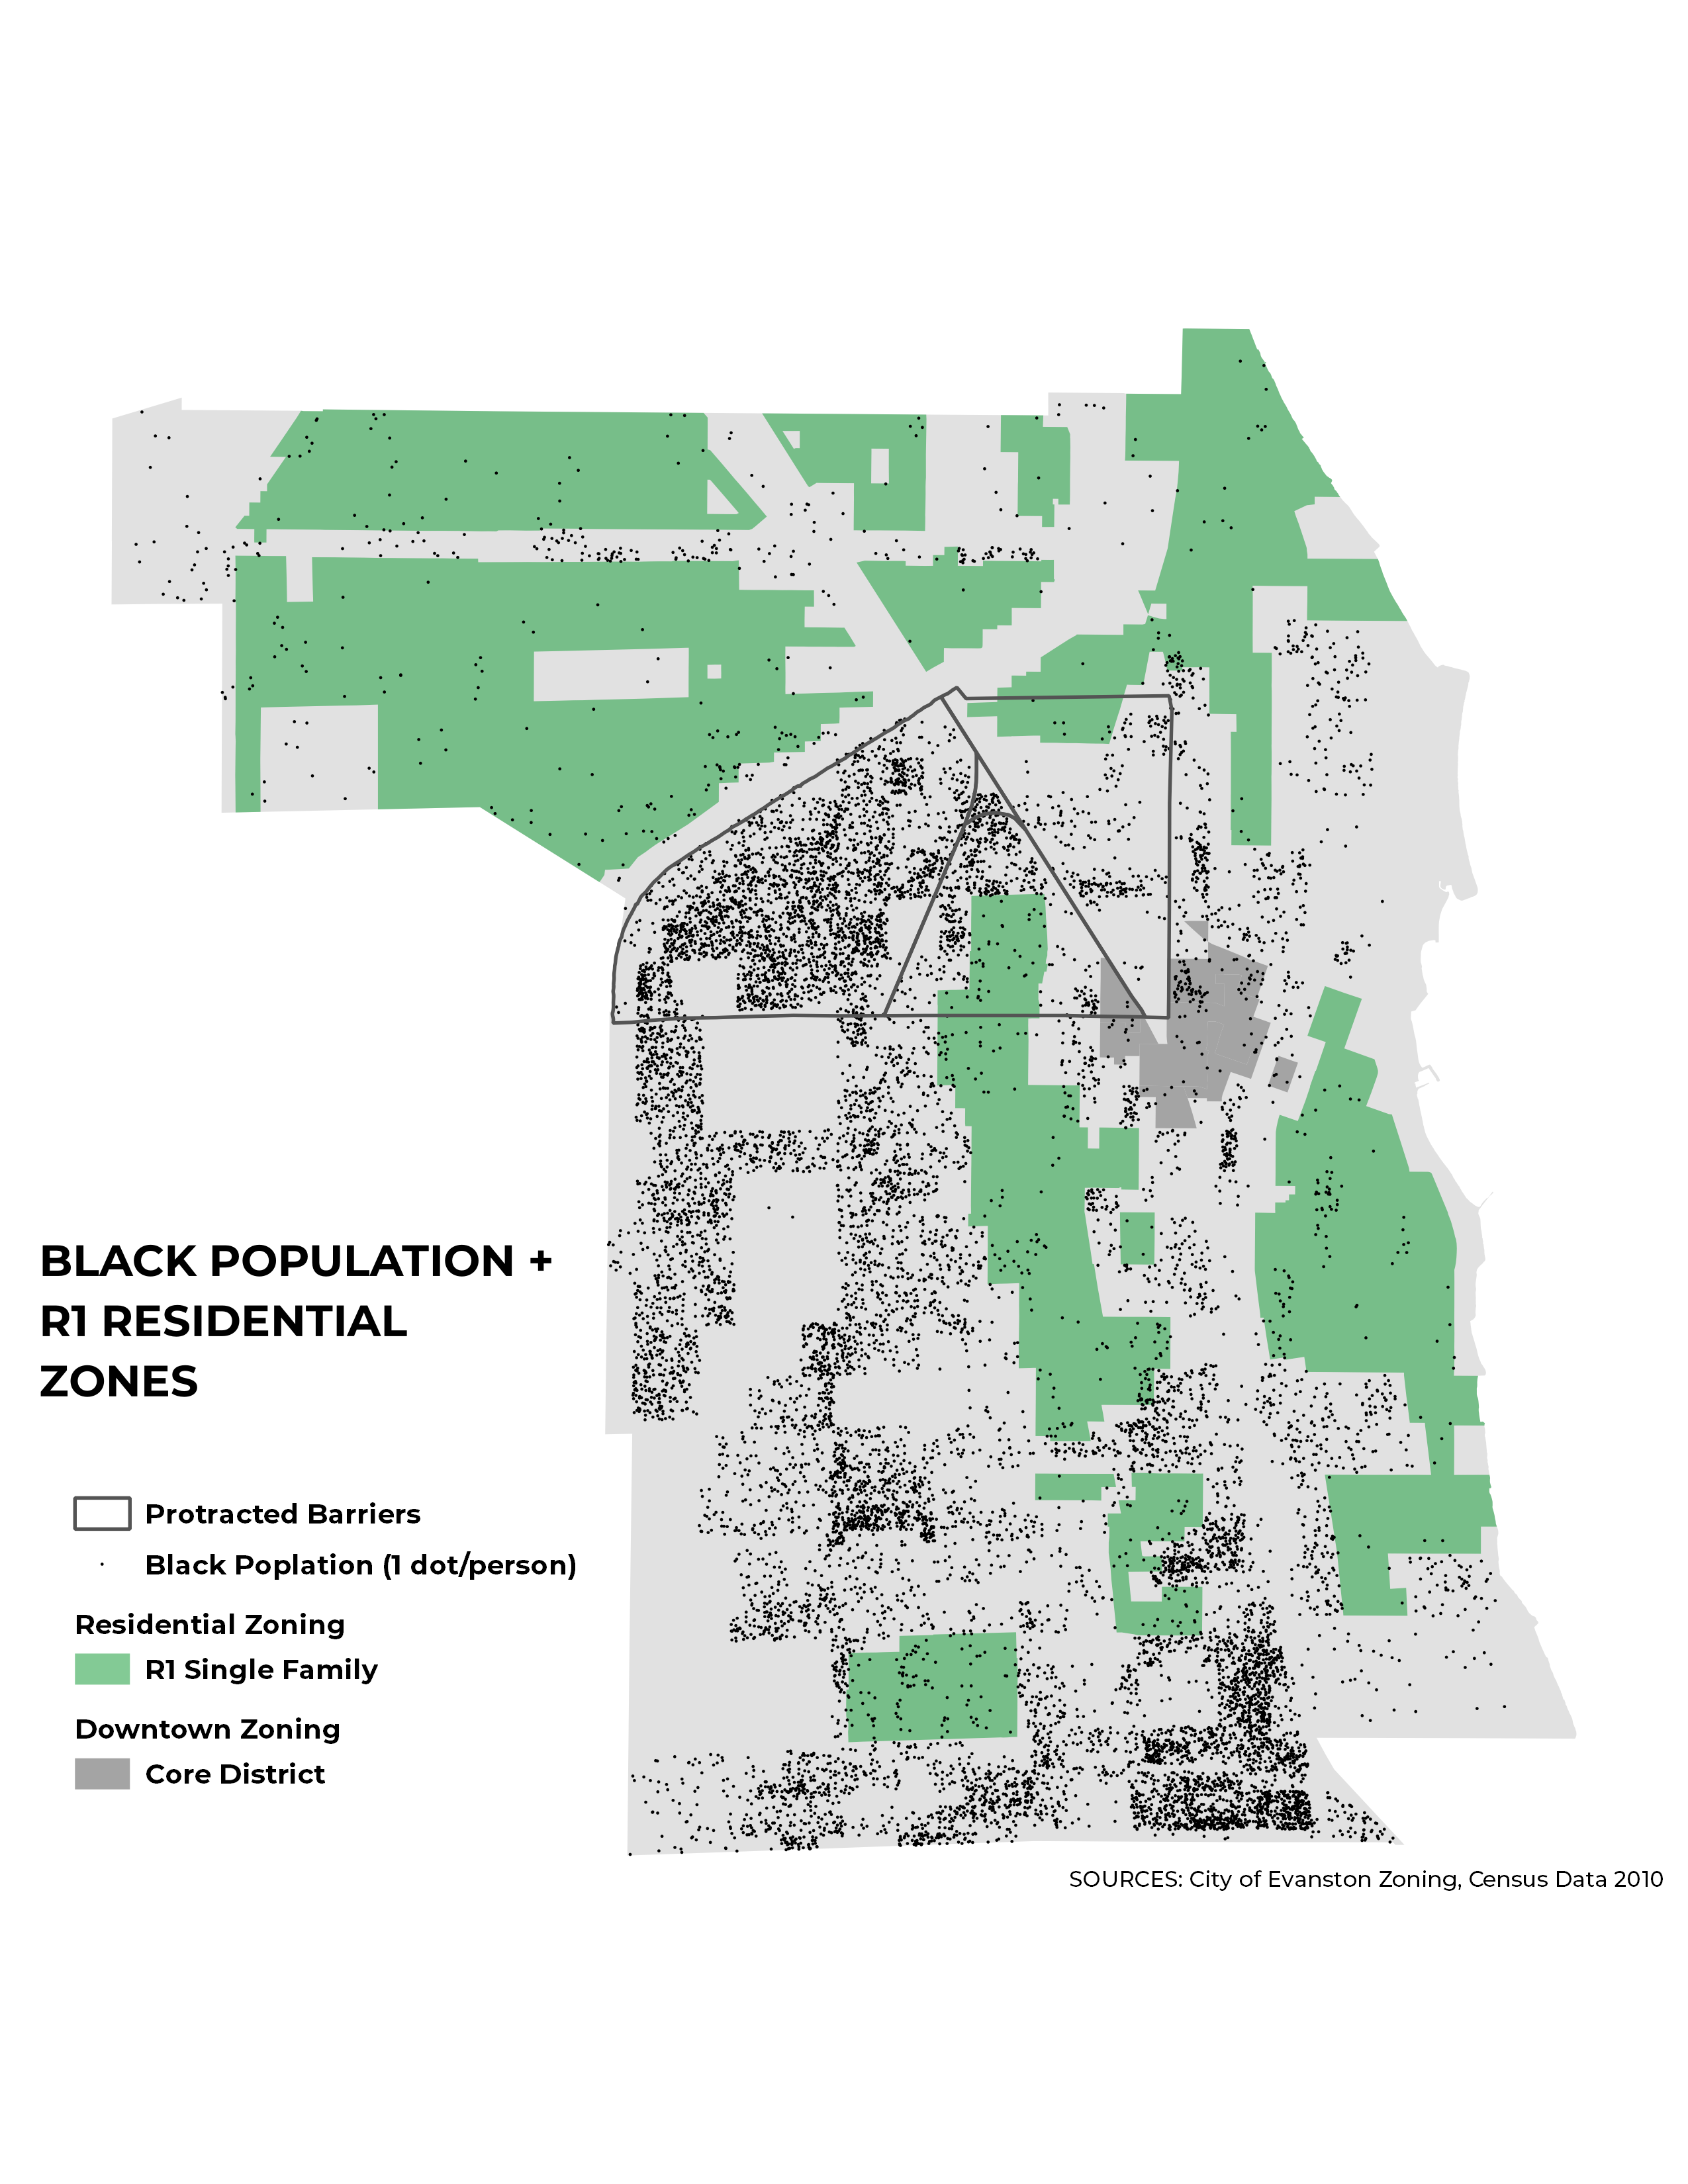 BLACK POPULATION +
R1 RESIDENTIAL
ZONES
Protracted Barriers
Black Poplation (1 dot/person)
Residential Zoning
R1 Single Family
Downtown Zoning
Core District
SOURCES: City of Evanston Zoning, Census Data 2010